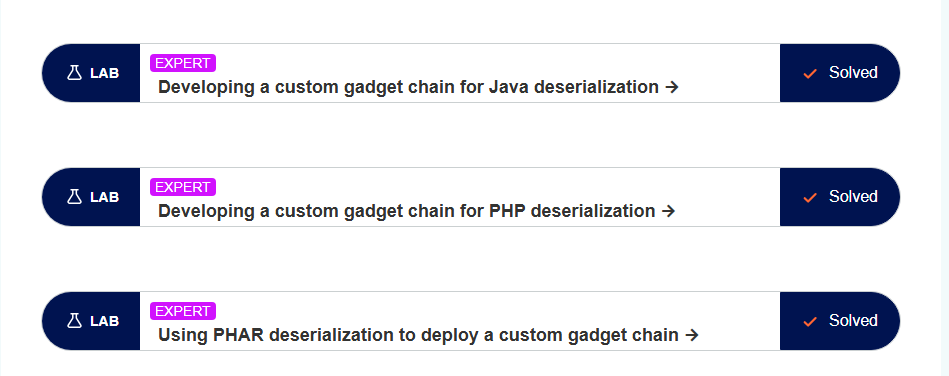 LAB
EXPERT
Developing a custom gadget chain for Java deserialization →
Solved
LAB
EXPERT
Developing a custom gadget chain for PHP deserialization →
Solved
LAB
EXPERT
Using PHAR deserialization to deploy a custom gadget chain →
Solved